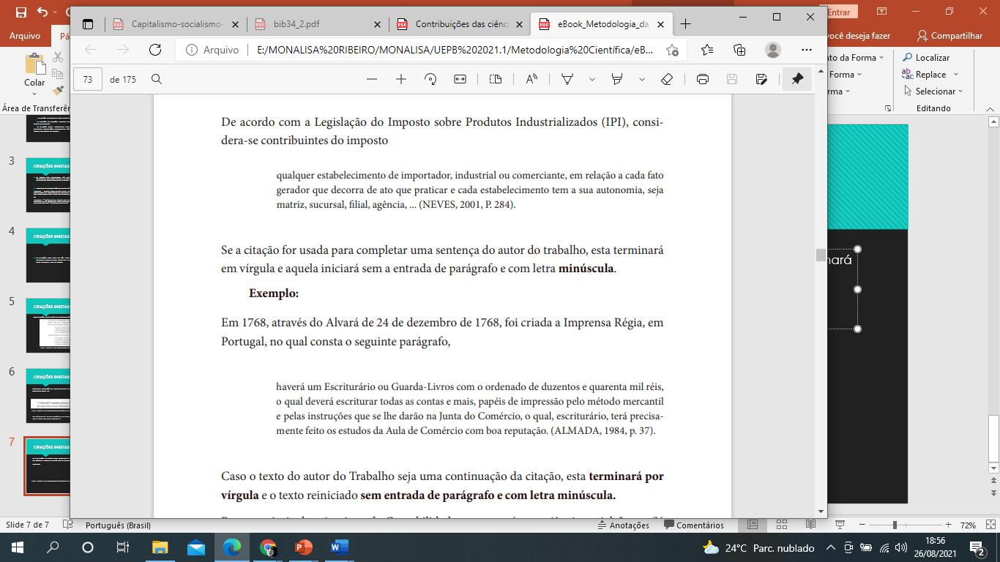 Entrar
Arquivo
Pá
você deseja fazer
Compartilhar
Colar
Área de Transferên
to da Forma
Forma
rma
Localizar
Replace
Selecionar
Editando
Capitalismo-socialismo-
bib34_2.pdf
Contribuições das ciênci
eBook_Metodologia_da
Arquivo
E:/MONALISA%20RIBEIRO/MONALISA/UEPB%202021.1/Metodologia%20Científica/eB...
73
de 175
De acordo com a Legislação do Imposto sobre Produtos Industrializados (IPI), consi-
dera-se contribuintes do imposto
qualquer estabelecimento de importador, industrial ou comerciante, em relação a cada fato
gerador que decorra de ato que praticar e cada estabelecimento tem a sua autonomia, seja
matriz, sucursal, filial, agência, ... (NEVES, 2001, P. 284).
Se a citação for usada para completar uma sentença do autor do trabalho, esta terminará
em vírgula e aquela iniciará sem a entrada de parágrafo e com letra minúscula.
Exemplo:
Em 1768, através do Alvará de 24 de dezembro de 1768, foi criada a Imprensa Régia, em
Portugal, no qual consta o seguinte parágrafo,
haverá um Escriturário ou Guarda-Livros com o ordenado de duzentos e quarenta mil réis,
o qual deverá escriturar todas as contas e mais, papéis de impressão pelo método mercantil
e pelas instruções que se lhe darão na Junta do Comércio, o qual, escriturário, terá precisa-
mente feito os estudos da Aula de Comércio com boa reputação. (ALMADA, 1984, p. 37).
Caso o texto do autor do Trabalho seja uma continuação da citação, esta terminará por
vírgula e o texto reiniciado sem entrada de parágrafo e com letra minúscula.
3
CITAÇÕES DIRETAS
4
CITAÇÕES DIRETAS
5
CITAÇÕES DIRETAS
6
CITAÇÕES DIRETAS
7
CITAÇÕES DIRETAS
nará
Slide 7 de 7
Português (Brasil)
Anotações
Comentários
72%
24°C Parc. nublado
18:56
26/08/2021
2